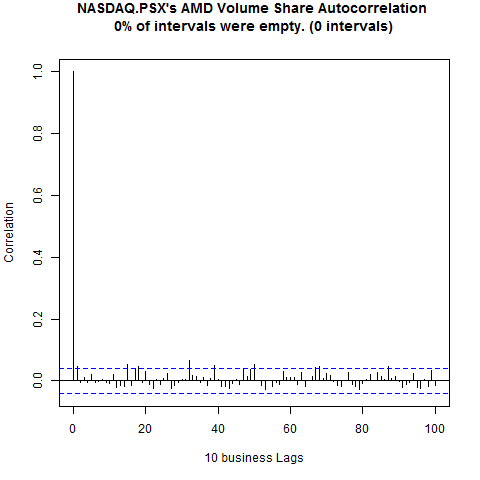 NASDAQ.PSX's AMD Volume Share Autocorrelation
0% of intervals were empty. (0 intervals)
1.0
0.8
0.6
0.4
0.2
0.0
Correlation
0 20 40 60 80 100
10 business Lags